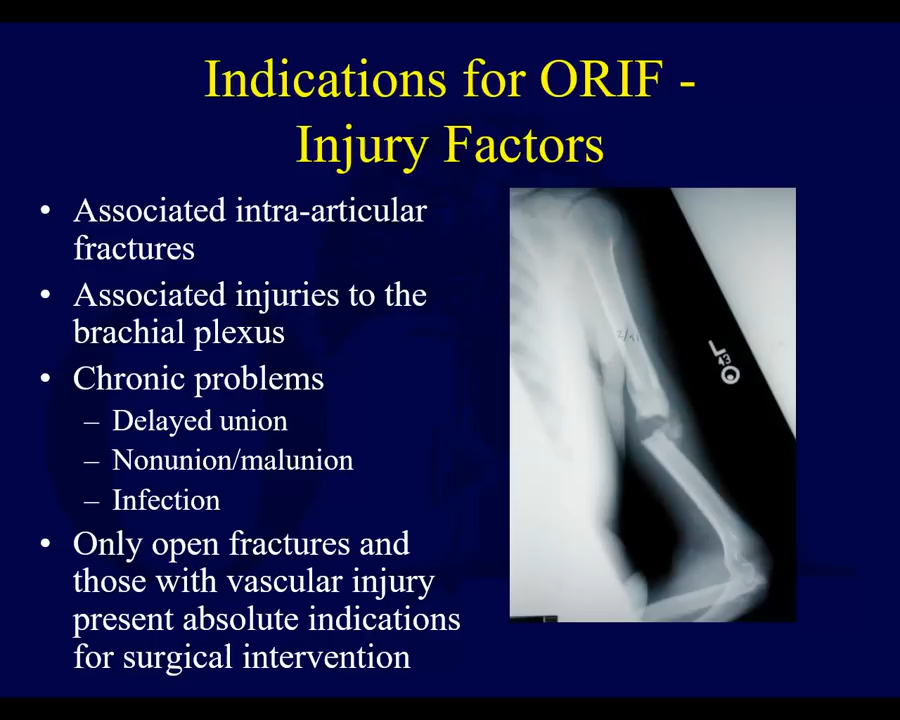 Indications for ORIF -
Injury Factors
• Associated intra-articular
fractures
• Associated injuries to the
brachial plexus
• Chronic problems
– Delayed union
– Nonunion/malunion
– Infection
• Only open fractures and
those with vascular injury
present absolute indications
for surgical intervention
L